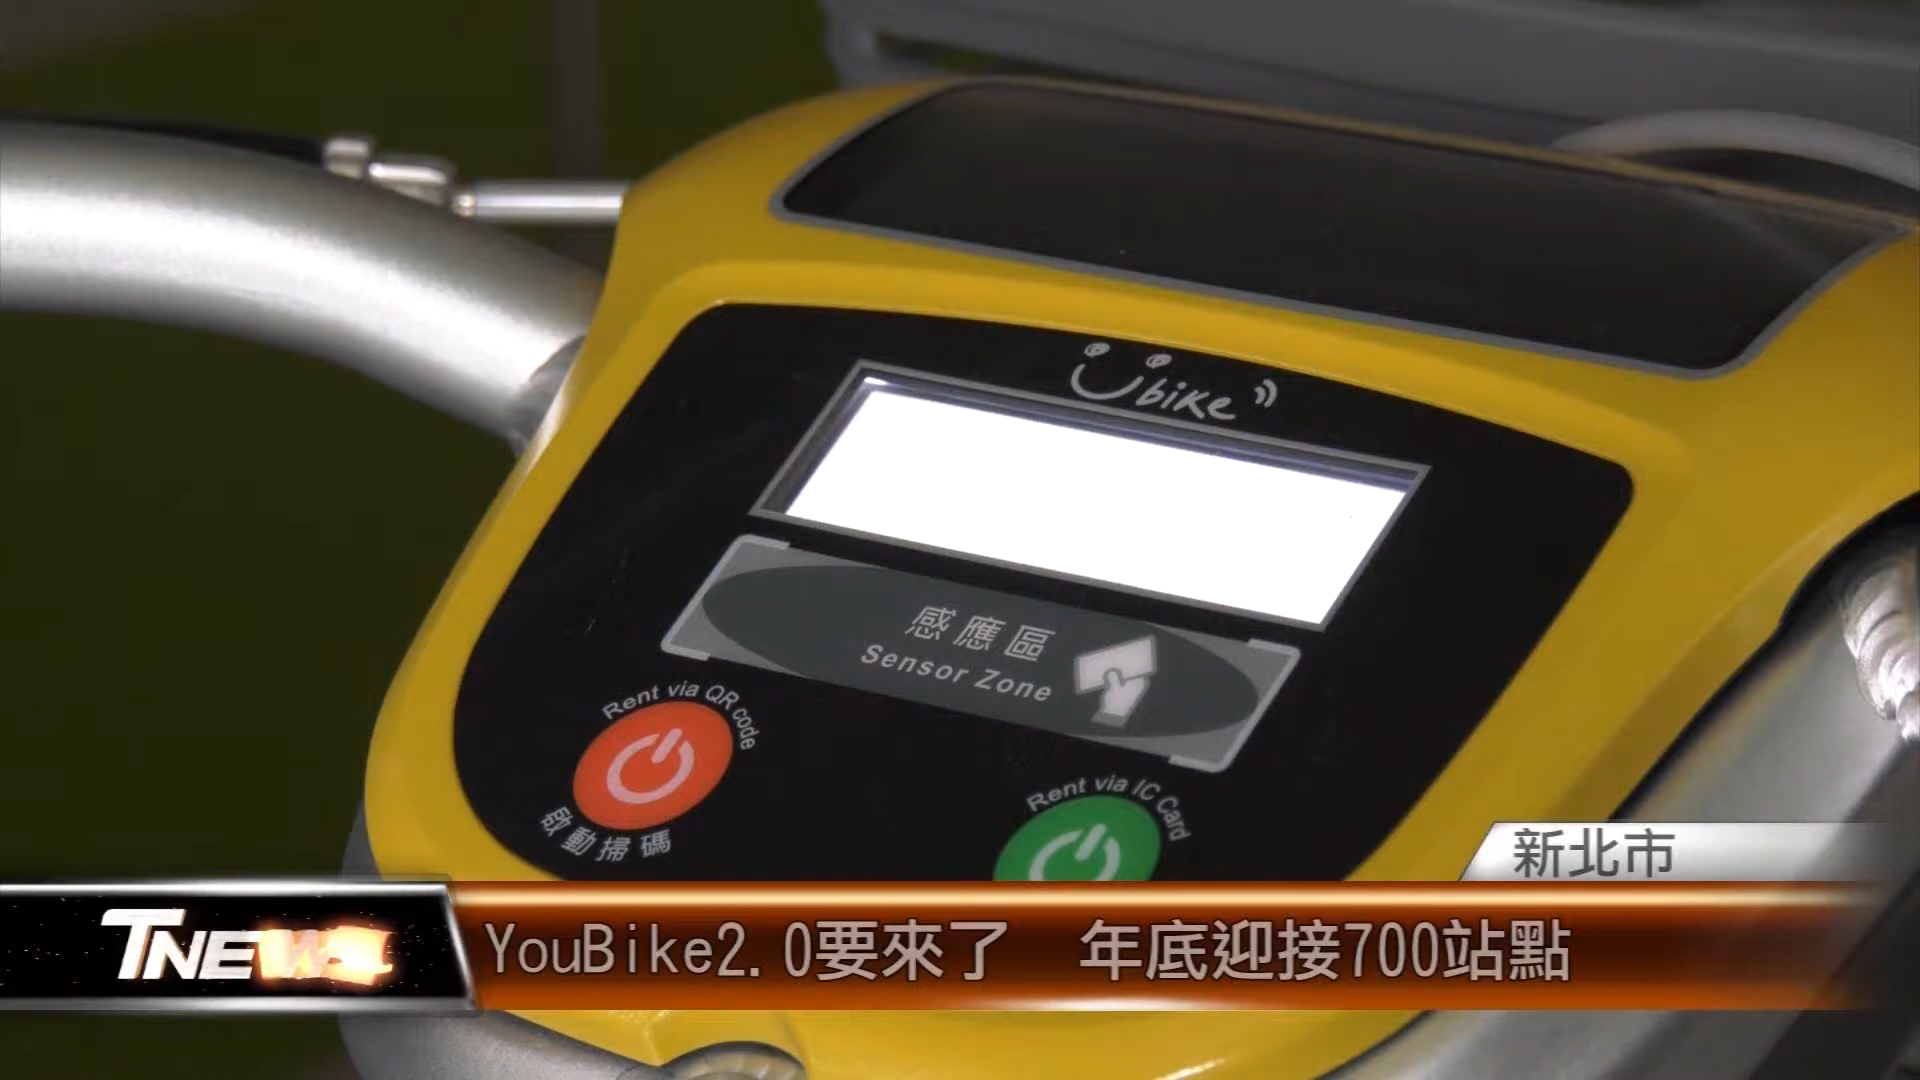 Ubike
感應區
Sensor Zone
Rent via QR code
啟動掃碼
Rent via IC Card
新北市
TNEWS
YouBike2.0要來了 年底迎接700站點